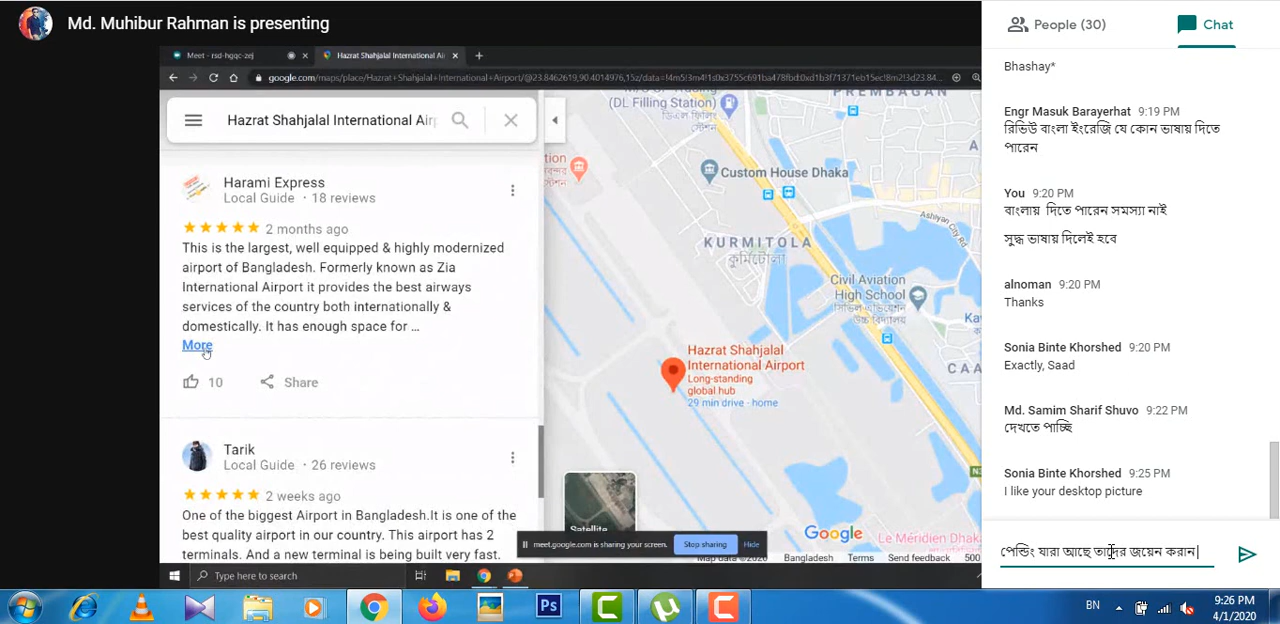 Md. Muhibur Rahman is presenting
Meet - rsd-hgqc-zej
Hazrat Shahjalal International Air
google.com/maps/place/Hazrat+Shahjalal+International+Airport/@23.8462619,90.4014976,15z/
Hazrat Shahjalal International Air
Harami Express
Local Guide · 18 reviews
2 months ago
This is the largest, well equipped & highly modernized
airport of Bangladesh. Formerly known as Zia
International Airport it provides the best airways
services of the country both internationally &
domestically. It has enough space for ...
More
10
Share
Tarik
Local Guide · 26 reviews
2 weeks ago
One of the biggest Airport in Bangladesh.It is one of the
best quality airport in our country. This airport has 2
terminals. And a new terminal is being built very fast.
PREMBAGAN
(DL Filling Station)
ডিএল ফিলিং
স্টেশন
tion
স্টেশন
Custom House Dhaka
Ashiyan City Rd
KURMITOLA
কুর্মিটোলা
Civil Aviation
High School
Hazrat Shahjalal
International Airport
Long-standing
global hub
29 min drive - home
CAA
Le Méridien Dhaka
Satellite
Google
Bangladesh
Terms
Send feedback
500
meet.google.com is sharing your screen.
Stop sharing
Hide
Type here to search
People (30)
Chat
Bhashay*
Engr Masuk Barayerhat 9:19 PM
রিভিউ বাংলা ইংরেজি যে কোন ভাষায় দিতে
পারেন
You 9:20 PM
বাংলায় দিতে পারেন সমস্যা নাই
সুদ্ধ ভাষায় দিলেই হবে
alnoman 9:20 PM
Thanks
Sonia Binte Khorshed 9:20 PM
Exactly, Saad
Md. Samim Sharif Shuvo 9:22 PM
দেখতে পাচ্ছি
Sonia Binte Khorshed 9:25 PM
I like your desktop picture
পেন্ডিং যারা আছে তাদের জয়েন করান
Ps
BN
9:26 PM
4/1/2020